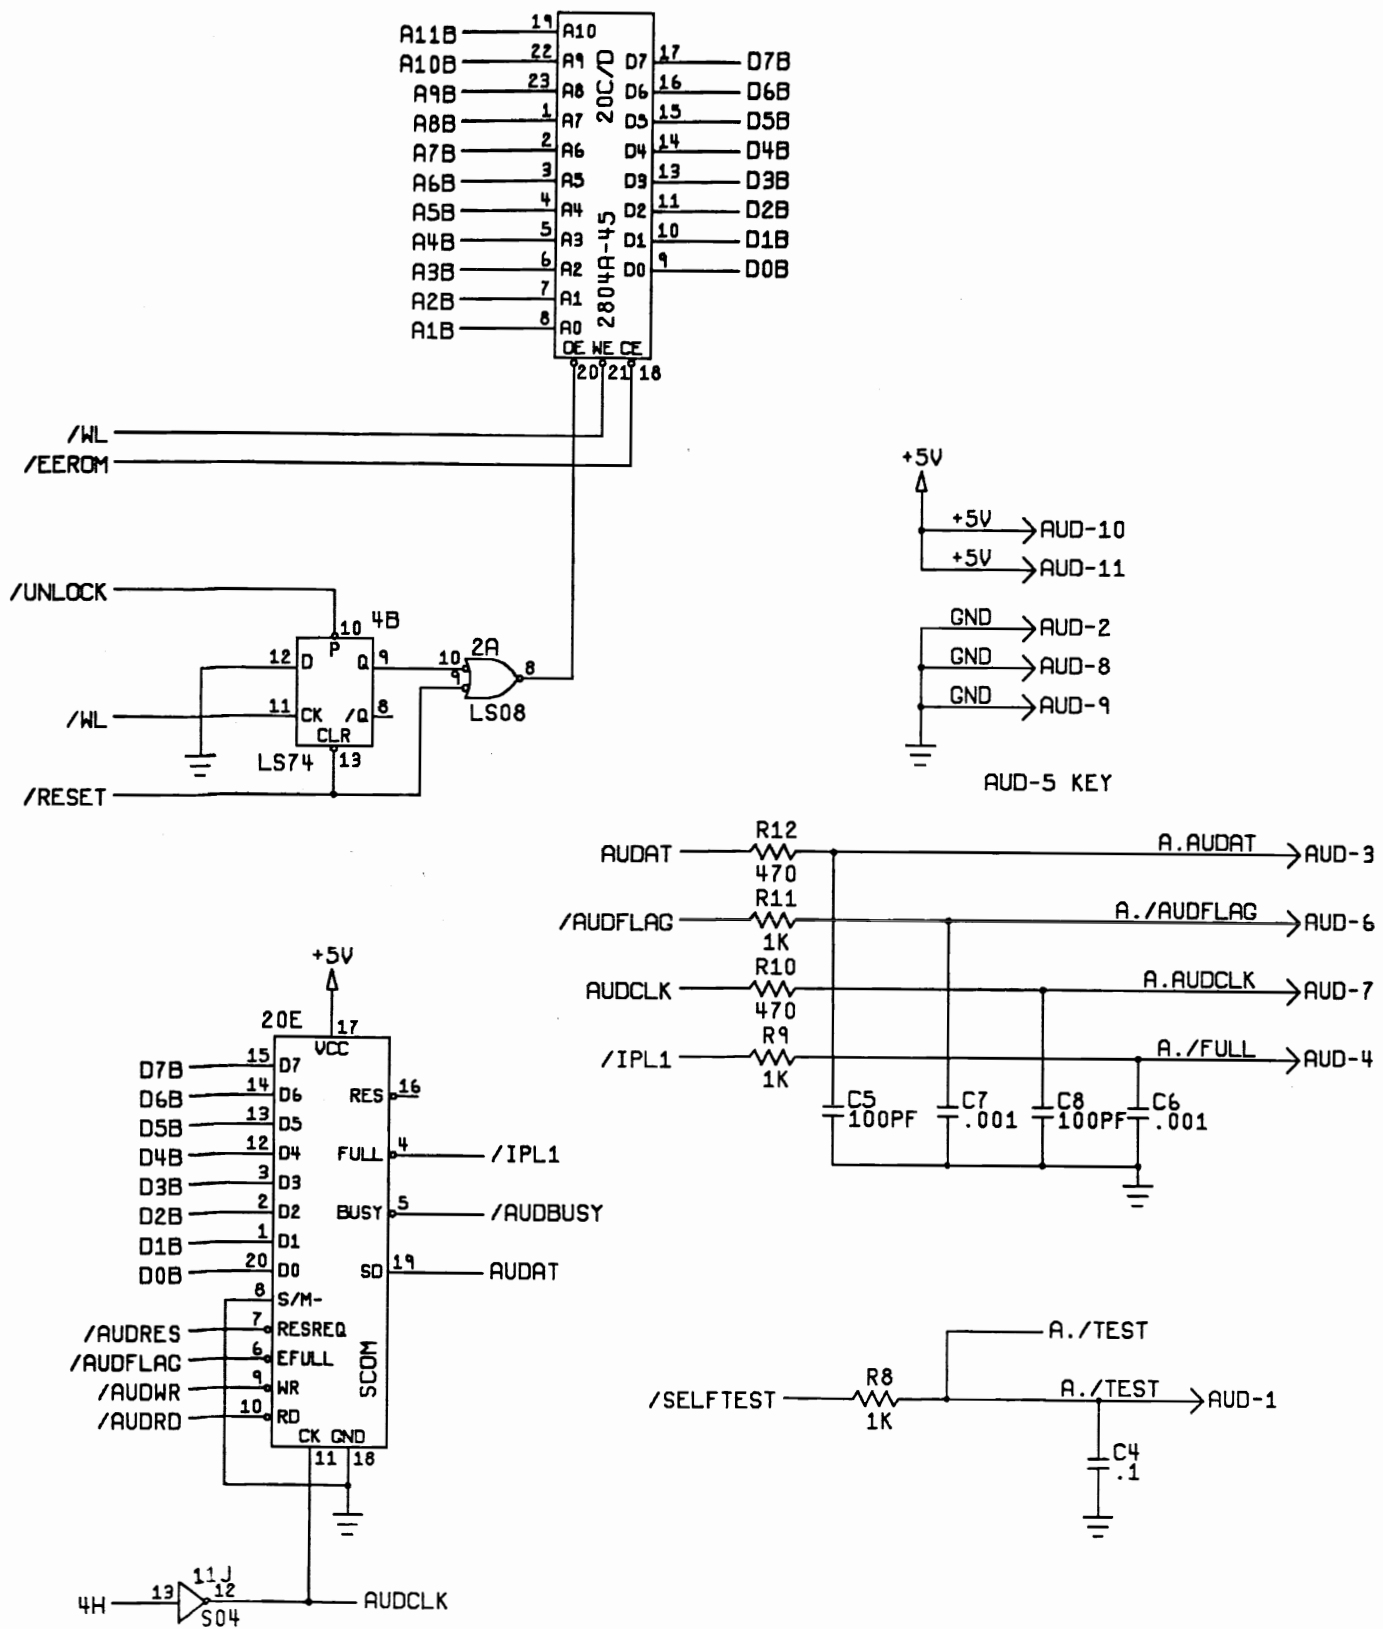 A11B 19 A10
A10B 22 A9 D7 17 D7B
A9B 23 A8 D6 16 D6B
A8B 1 A7 D5 15 D5B
A7B 2 A6 D4 14 D4B
A6B 3 A5 D3 13 D3B
A5B 4 A4 D2 11 D2B
A4B 5 A3 D1 10 D1B
A3B 6 A2 D0 9 D0B
A2B 7 A1
A1B 8 A0
20C/D
2804A-45
OE WE CE
20 21 18
/WL
/EEROM
/UNLOCK
10 4B
P
12 D Q 9
/WL 11 CK /Q 8
CLR
LS74 13
/RESET
2A
10
9
8
LS08
+5V
+5V AUD-10
+5V AUD-11
GND AUD-2
GND AUD-8
GND AUD-9
AUD-5 KEY
AUDAT R12 470 A.AUDAT AUD-3
/AUDFLAG R11 1K A./AUDFLAG AUD-6
AUDCLK R10 470 A.AUDCLK AUD-7
/IPL1 R9 1K A./FULL AUD-4
C5 C7 C8 C6
100PF .001 100PF .001
+5V
20E 17
VCC
D7B 15 D7
RES 16
D6B 14 D6
D5B 13 D5
D4B 12 D4 FULL 4 /IPL1
D3B 3 D3
D2B 2 D2 BUSY 5 /AUDBUSY
D1B 1 D1
D0B 20 D0 SD 19 AUDAT
8 S/M-
/AUDRES 7 RESREQ
/AUDFLAG 6 EFULL
/AUDWR 9 WR
/AUDRD 10 RD
SCOM
CK GND
11 18
4H 13 11J 12 AUDCLK
S04
A./TEST
/SELFTEST R8 1K A./TEST AUD-1
C4
.1